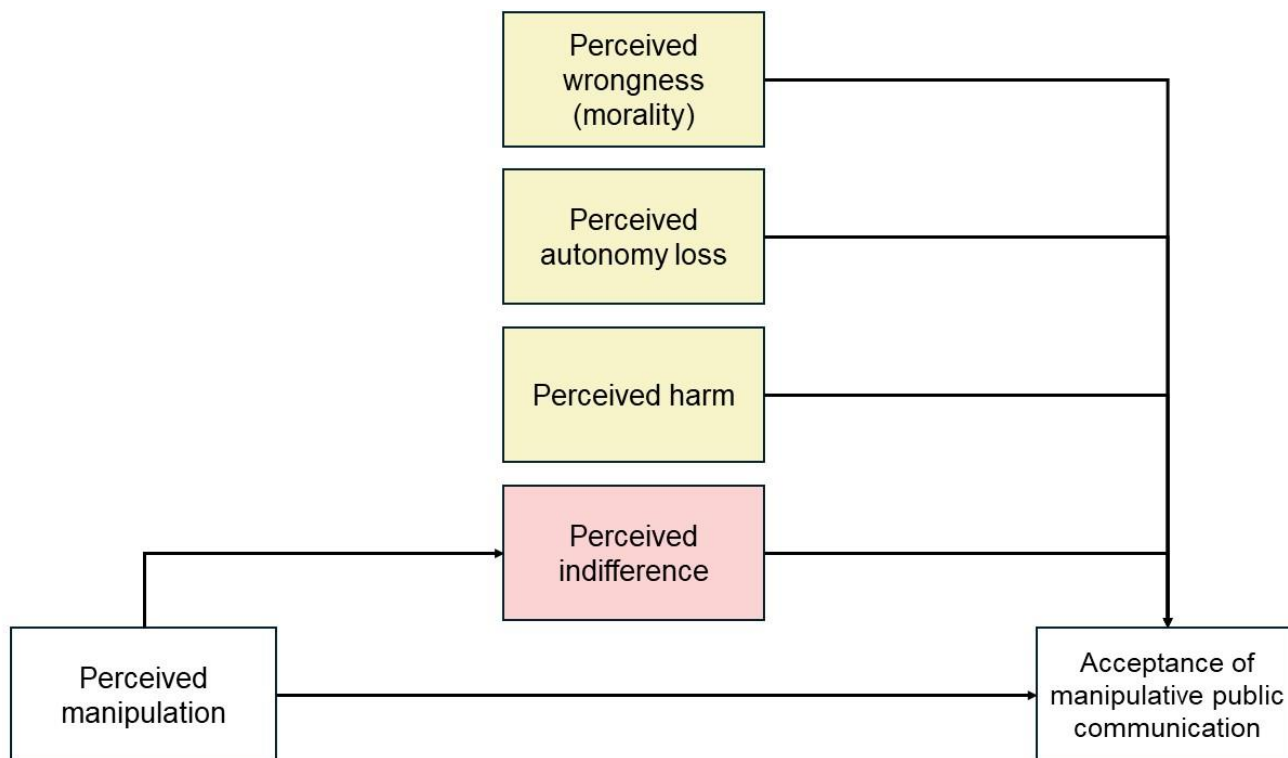 Perceived
wrongness
(morality)
Perceived
autonomy loss
Perceived harm
Perceived
indifference
Perceived
manipulation
Acceptance of
manipulative public
communication